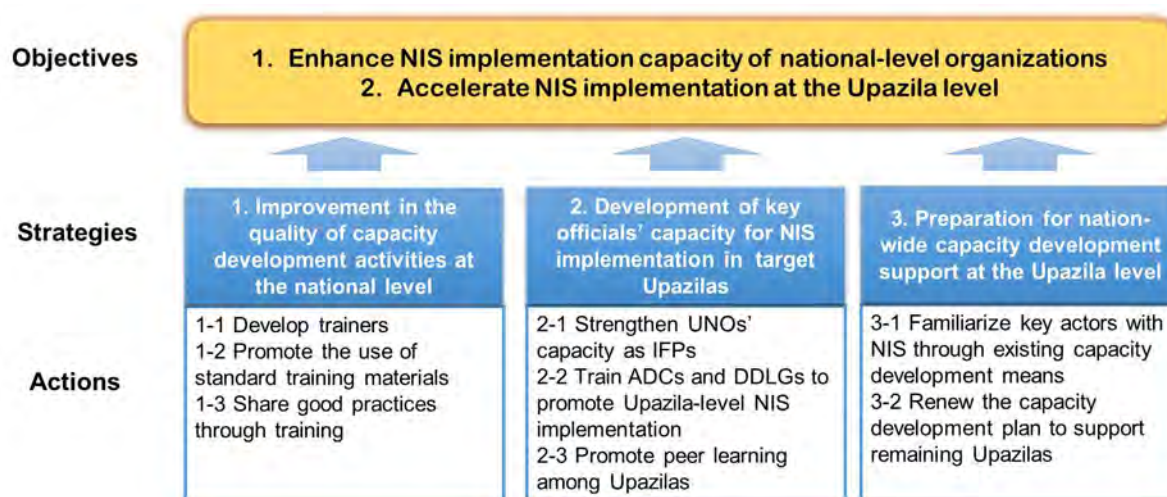 Objectives
1. Enhance NIS implementation capacity of national-level organizations
2. Accelerate NIS implementation at the Upazila level
Strategies
1. Improvement in the
quality of capacity
development activities at
the national level
2. Development of key
officials' capacity for NIS
implementation in target
Upazilas
3. Preparation for nation-
wide capacity development
support at the Upazila level
Actions
1-1 Develop trainers
1-2 Promote the use of
standard training materials
1-3 Share good practices
through training
2-1 Strengthen UNOs'
capacity as IFPs
2-2 Train ADCs and DDLGs to
promote Upazila-level NIS
implementation
2-3 Promote peer learning
among Upazilas
3-1 Familiarize key actors with
NIS through existing capacity
development means
3-2 Renew the capacity
development plan to support
remaining Upazilas